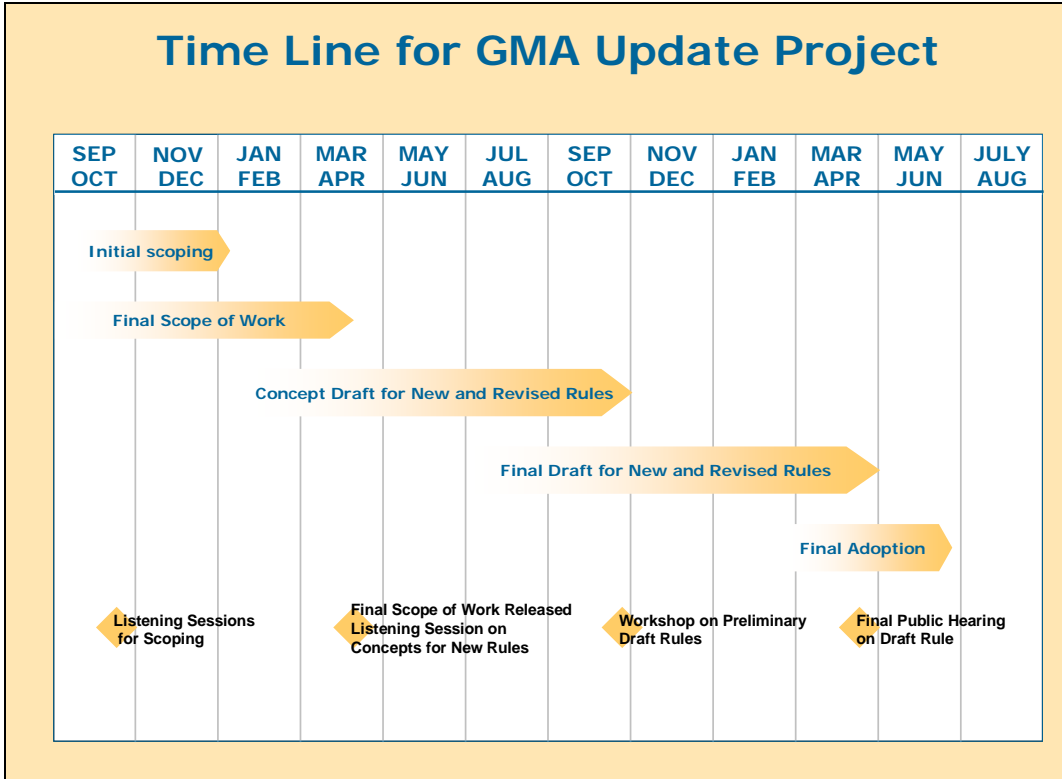 Time Line for GMA Update Project
SEP NOV JAN MAR MAY JUL SEP NOV JAN MAR MAY JULY
OCT DEC FEB APR JUN AUG OCT DEC FEB APR JUN AUG
Initial scoping
Final Scope of Work
Concept Draft for New and Revised Rules
Final Draft for New and Revised Rules
Final Adoption
Listening Sessions
for Scoping
Final Scope of Work Released
Listening Session on
Concepts for New Rules
Workshop on Preliminary
Draft Rules
Final Public Hearing
on Draft Rule